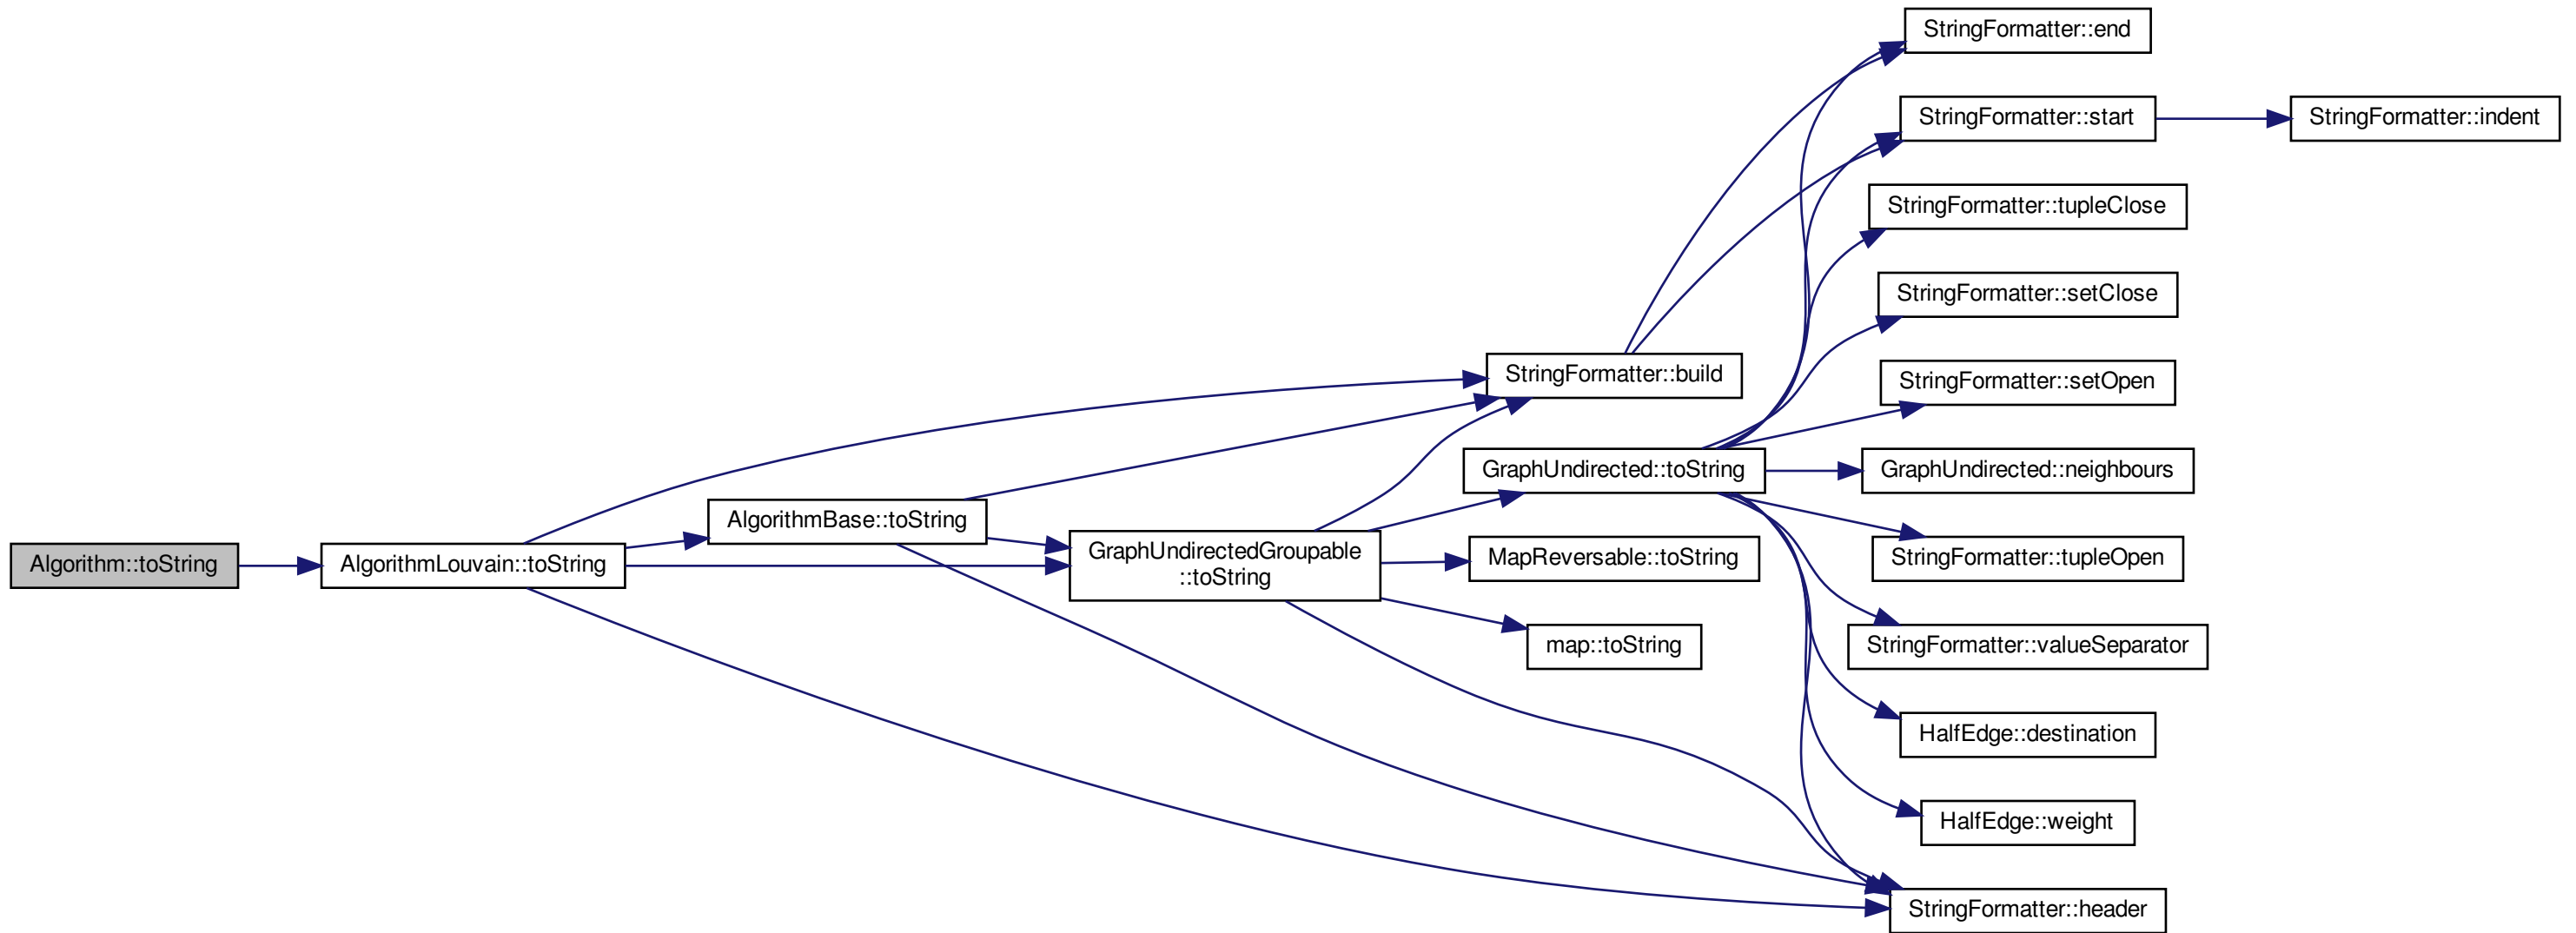 Algorithm::toString
AlgorithmLouvain::toString
AlgorithmBase::toString
GraphUndirectedGroupable
::toString
StringFormatter::build
GraphUndirected::toString
MapReversable::toString
map::toString
StringFormatter::end
StringFormatter::start
StringFormatter::tupleClose
StringFormatter::setClose
StringFormatter::setOpen
GraphUndirected::neighbours
StringFormatter::tupleOpen
StringFormatter::valueSeparator
HalfEdge::destination
HalfEdge::weight
StringFormatter::header
StringFormatter::indent